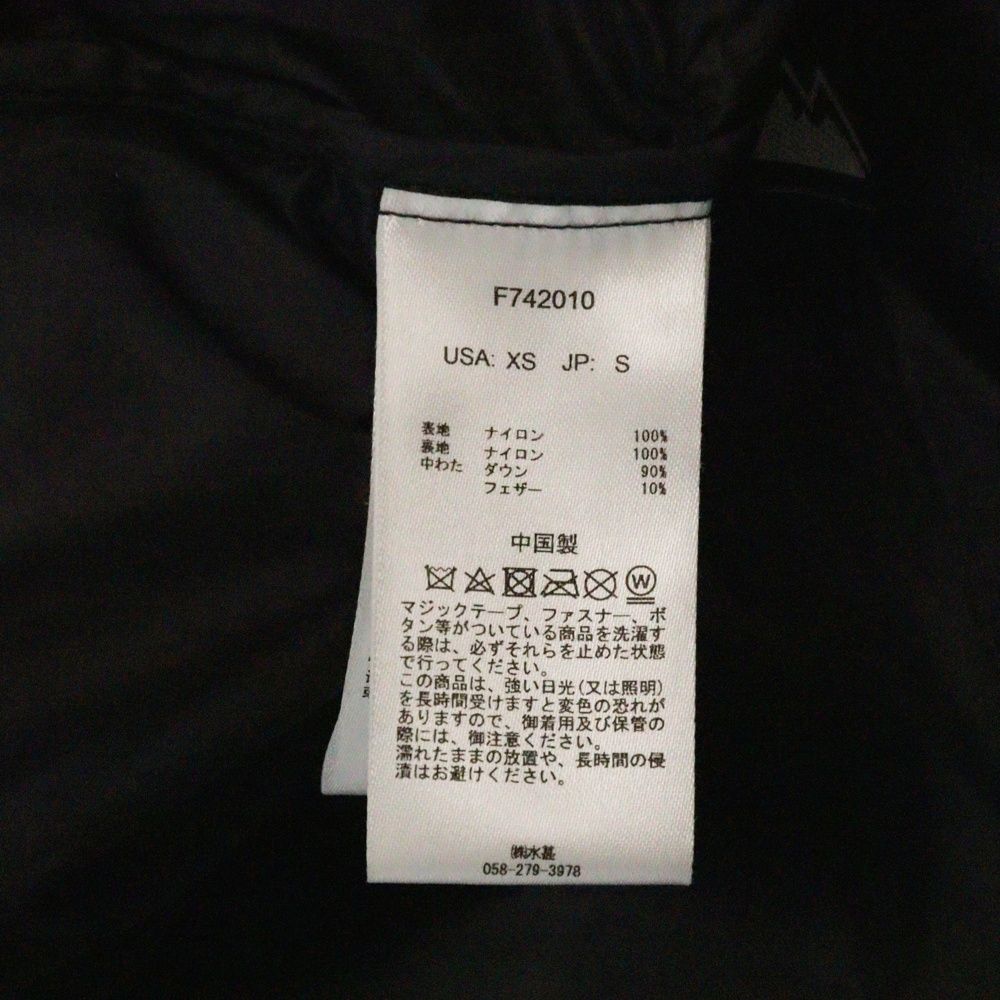 F742010
USA: XS JP: S
表地 ナイロン 100%
裏地 ナイロン 100%
中わた ダウン 90%
フェザー 10%
中国製
W
マジックテープ、ファスナー、ボ
タン等がついている商品を洗濯す
る際は、必ずそれらを止めた状態
で行ってください。
この商品は、強い日光(又は照明)
を長時間受けますと変色の恐れが
ありますので、御着用及び保管の
際には、御注意ください。
濡れたままの放置や、長時間の侵
漬はお避けください。
㈱水甚
058-279-3978